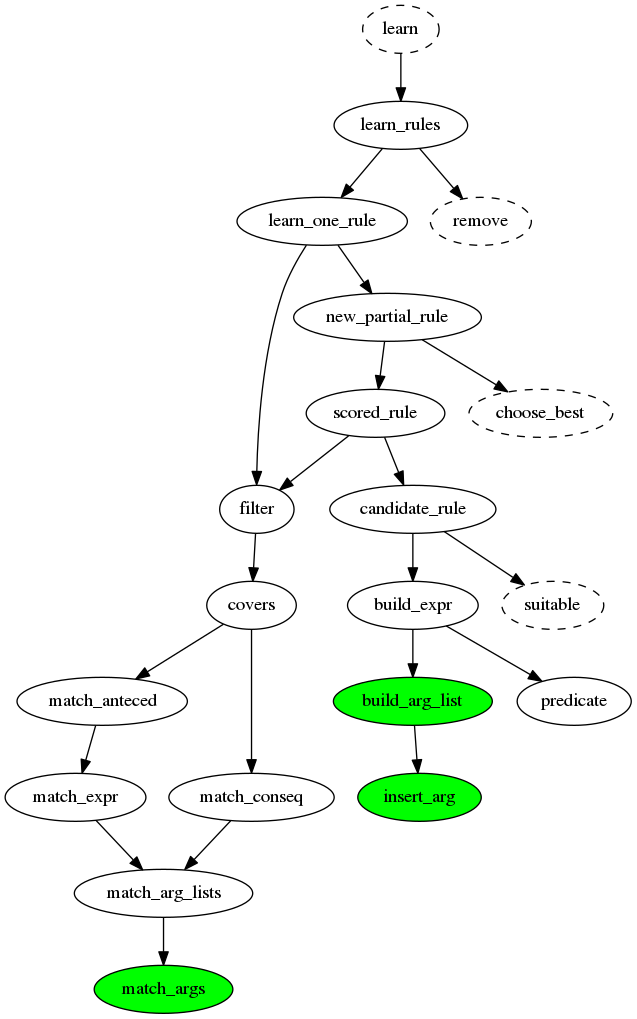 learn
learn_rules
learn_one_rule
remove
new_partial_rule
scored_rule
choose_best
filter
candidate_rule
covers
build_expr
suitable
match_anteced
build_arg_list
predicate
match_expr
match_conseq
insert_arg
match_arg_lists
match_args